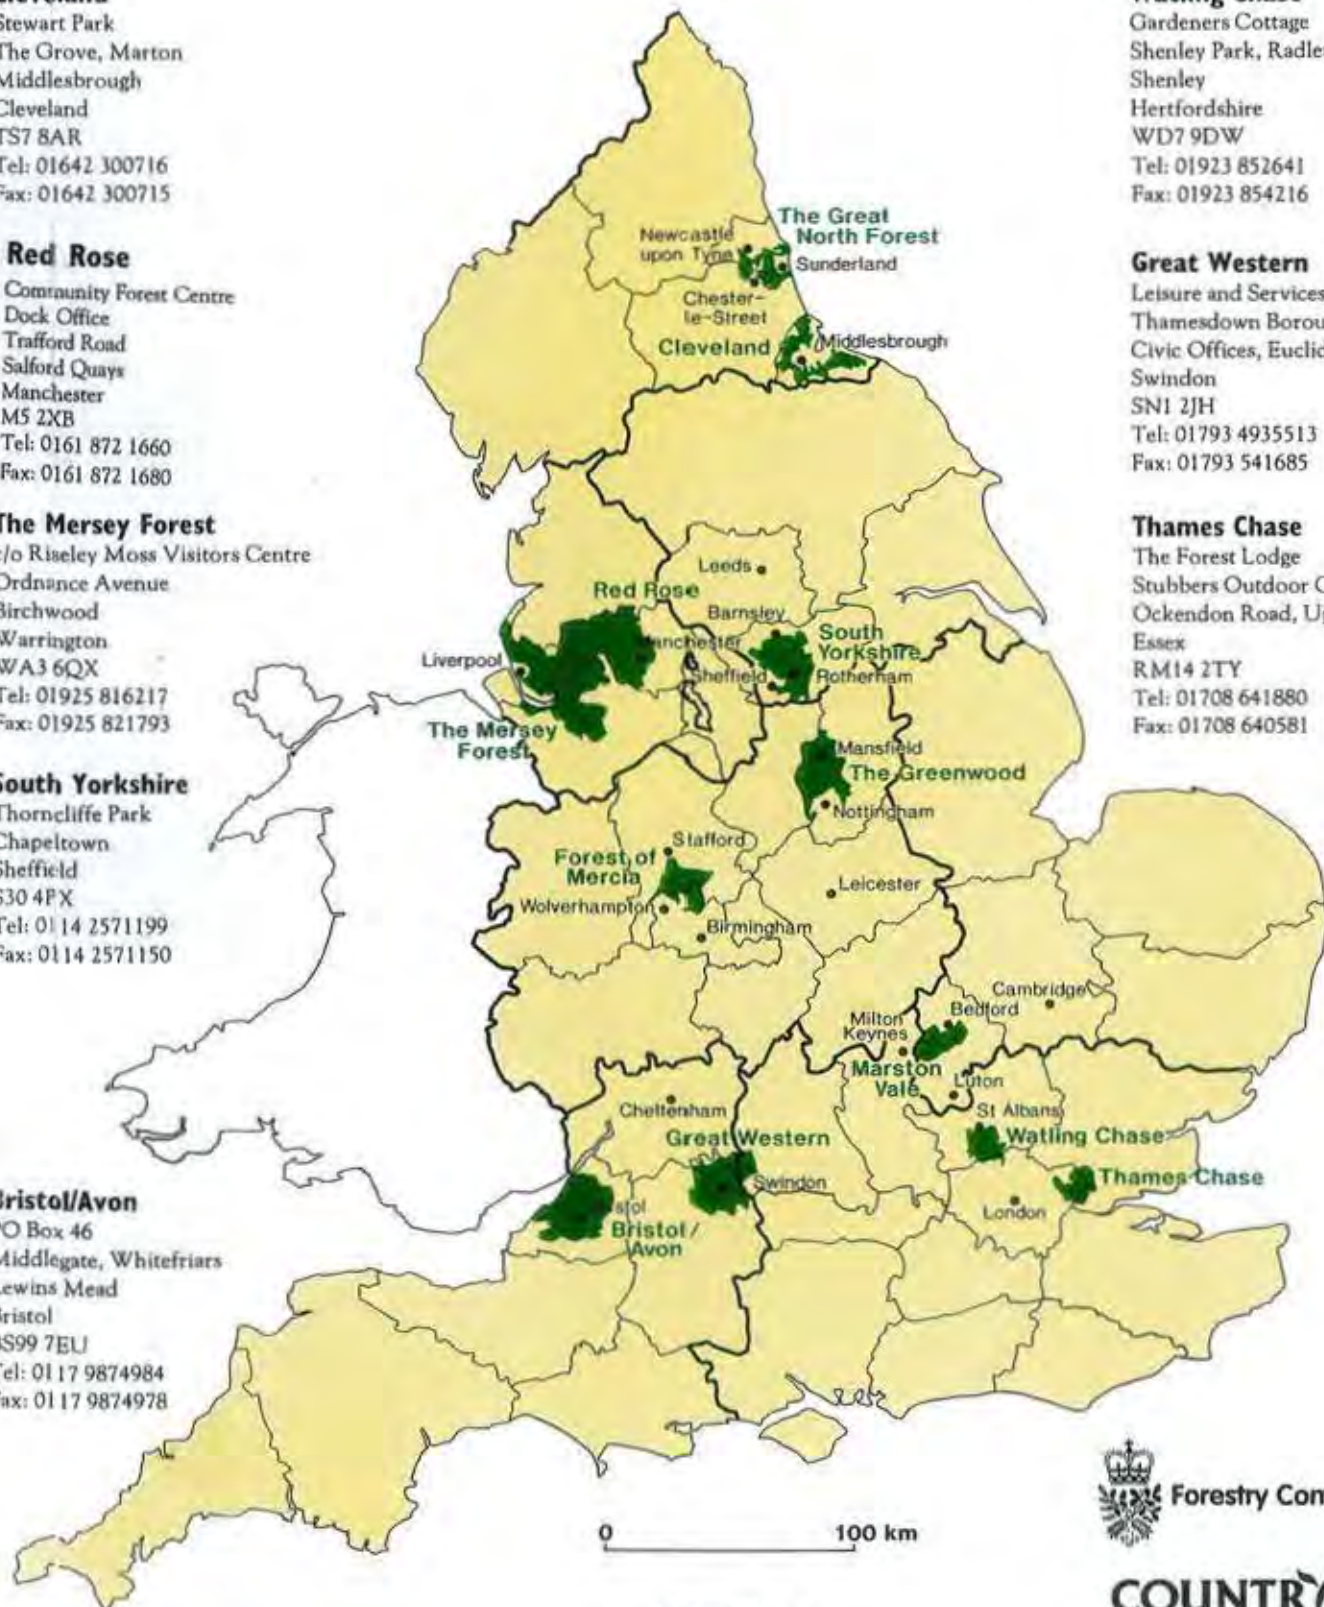 Stewart Park
The Grove, Marton
Middlesbrough
Cleveland
TS7 8AR
Tel: 01642 300716
Fax: 01642 300715
Red Rose
Community Forest Centre
Dock Office
Trafford Road
Salford Quays
Manchester
M5 2XB
Tel: 0161 872 1660
Fax: 0161 872 1680
The Mersey Forest
c/o Riseley Moss Visitors Centre
Ordnance Avenue
Birchwood
Warrington
WA3 6QX
Tel: 01925 816217
Fax: 01925 821793
South Yorkshire
Thorncliffe Park
Chapeltown
Sheffield
S30 4PX
Tel: 0114 2571199
Fax: 0114 2571150
Bristol/Avon
PO Box 46
Middlegate, Whitefriars
Lewins Mead
Bristol
BS99 7EU
Tel: 0117 9874984
Fax: 0117 9874978
The Great
North Forest
Newcastle
upon Tyne
Sunderland
Chester-
le-Street
Cleveland
Middlesbrough
Leeds
Red Rose
Barnsley
Manchester
South
Yorkshire
Liverpool
Sheffield
Rotherham
The Mersey
Forest
Mansfield
The Greenwood
Nottingham
Stafford
Forest of
Mercia
Leicester
Wolverhampton
Birmingham
Cambridge
Bedford
Milton
Keynes
Marston
Vale
Luton
Cheltenham
St Albans
Great Western
Watling Chase
Swindon
Thames Chase
Bristol/
Avon
London
0 100 km
Gardeners Cottage
Shenley Park, Radle
Shenley
Hertfordshire
WD7 9DW
Tel: 01923 852641
Fax: 01923 854216
Great Western
Leisure and Services
Thamesdown Borou
Civic Offices, Euclid
Swindon
SN1 2JH
Tel: 01793 4935513
Fax: 01793 541685
Thames Chase
The Forest Lodge
Stubbers Outdoor C
Ockendon Road, Up
Essex
RM14 2TY
Tel: 01708 641880
Fax: 01708 640581
Forestry Com
COUNTRY